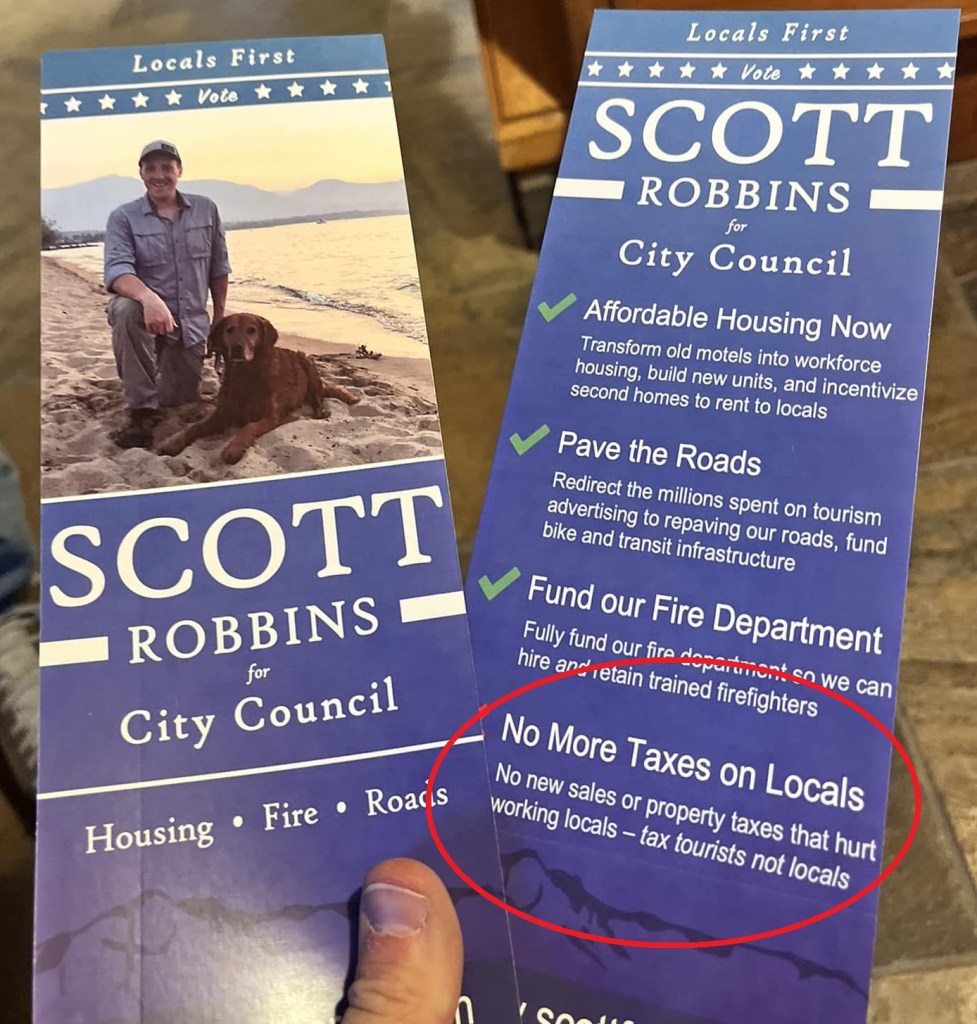 Locals First
Vote
SCOTT
ROBBINS
for
City Council
Housing • Fire • Roads
Locals First
Vote
SCOTT
ROBBINS
for
City Council
Affordable Housing Now
Transform old motels into workforce
housing, build new units, and incentivize
second homes to rent to locals
Pave the Roads
Redirect the millions spent on tourism
advertising to repaving our roads, fund
bike and transit infrastructure
Fund our Fire Department
Fully fund our fire department so we can
hire and retain trained firefighters
No More Taxes on Locals
No new sales or property taxes that hurt
working locals – tax tourists not locals